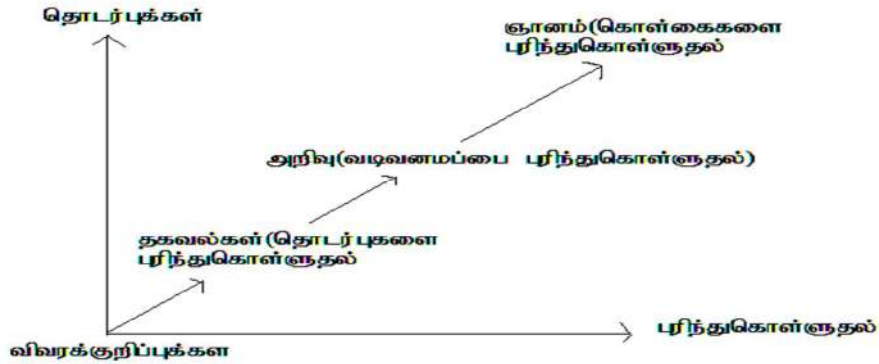 தொடர்புக்கள்
ஞானம்(கொள்கைகளை
புரிந்துகொள்ளுதல்
அறிவு(வடிவனமப்பை புரிந்துகொள்ளுதல்)
தகவல்கள்(தொடர்புகளை
புரிந்துகொள்ளுதல்
புரிந்துகொள்ளுதல்
விவரக்குறிப்புக்கள